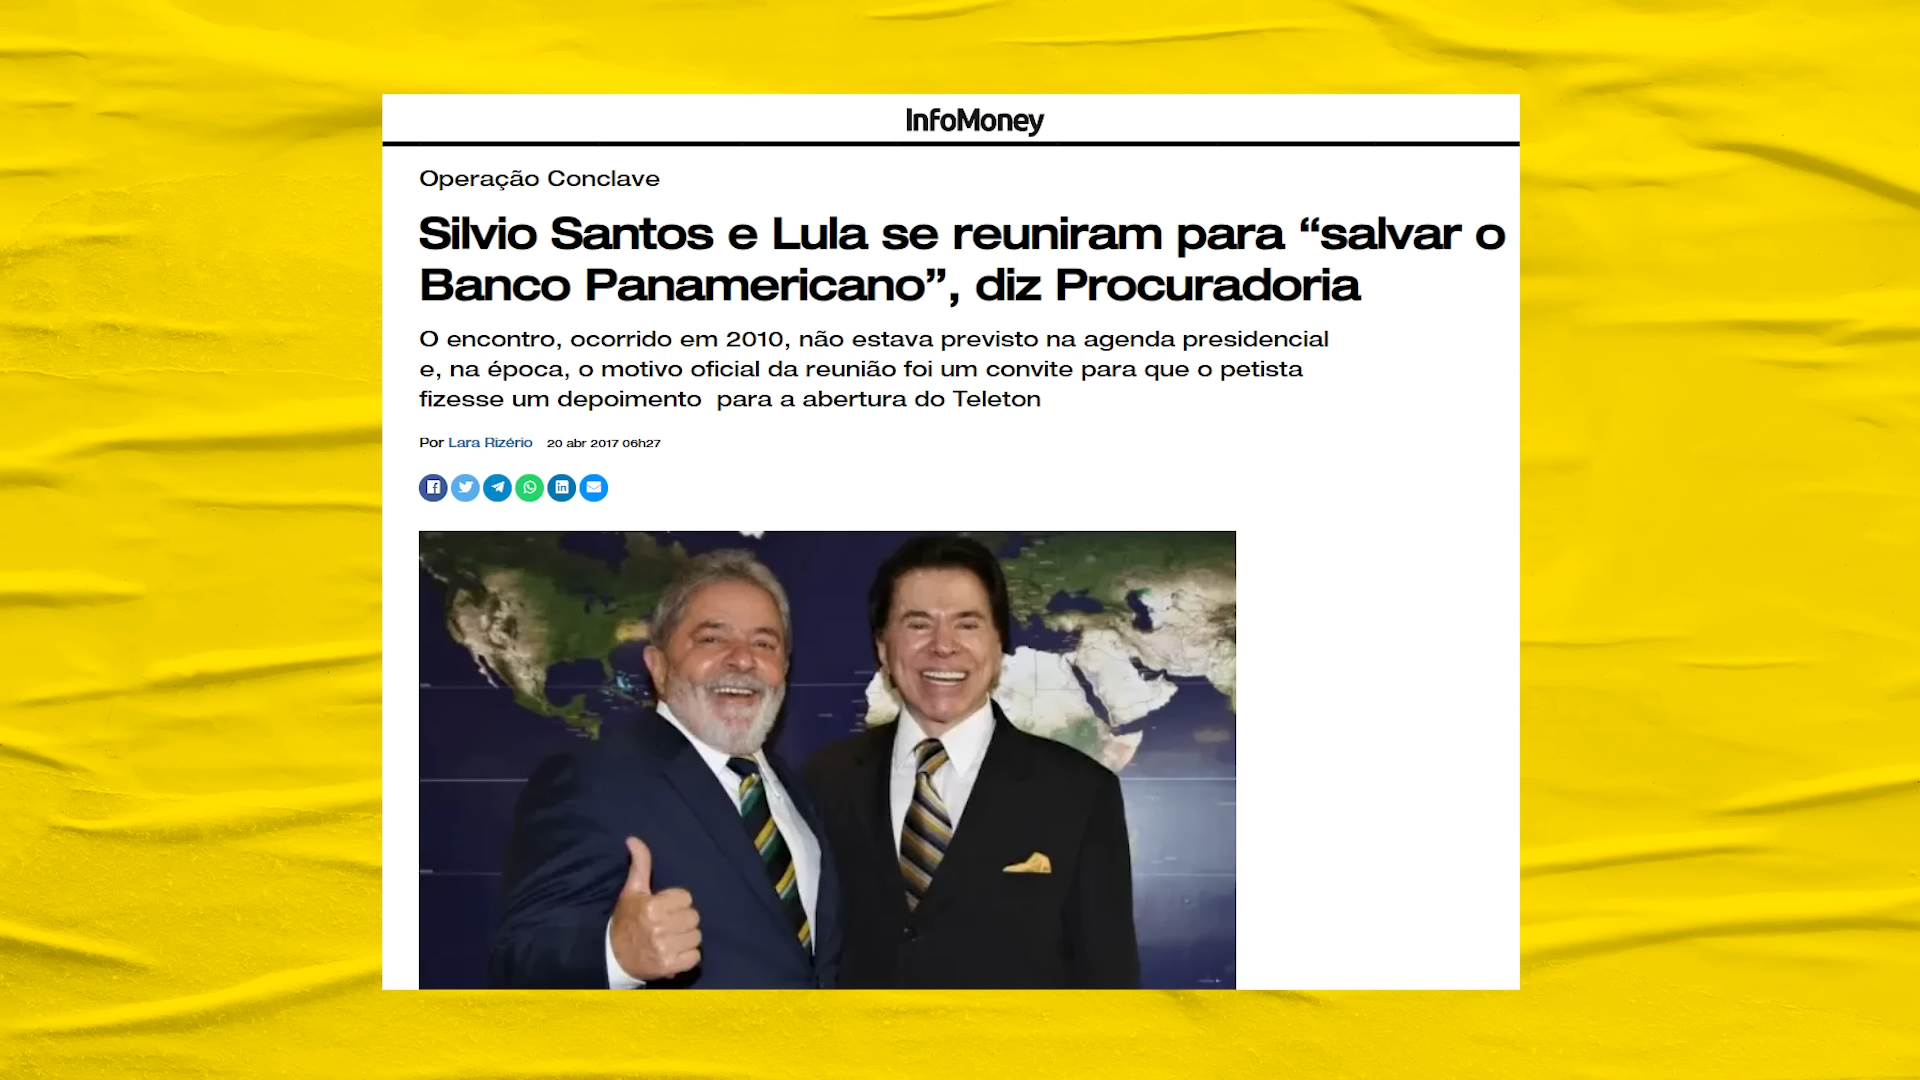 InfoMoney
Operação Conclave
Silvio Santos e Lula se reuniram para “salvar o
Banco Panamericano”, diz Procuradoria
O encontro, ocorrido em 2010, não estava previsto na agenda presidencial
e, na época, o motivo oficial da reunião foi um convite para que o petista
fizesse um depoimento para a abertura do Teleton
Por Lara Rizério 20 abr 2017 06h27